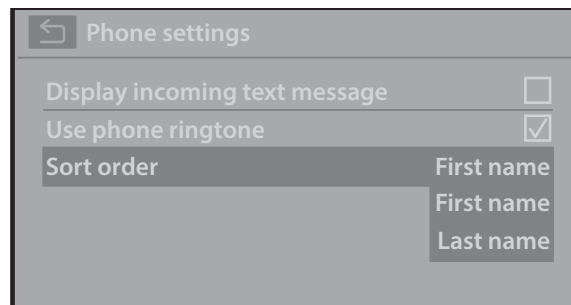 Phone settings
Display incoming text message
Use phone ringtone
Sort order First name
First name
Last name